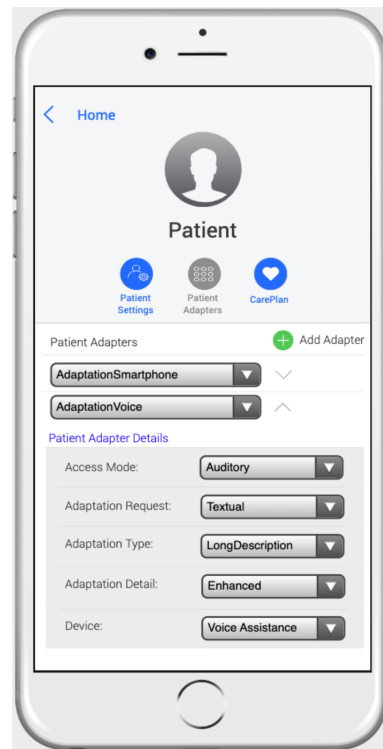 Home
Patient
Patient
Settings
Patient
Adapters
CarePlan
Patient Adapters
Add Adapter
AdaptationSmartphone
AdaptationVoice
Patient Adapter Details
Access Mode: Auditory
Adaptation Request: Textual
Adaptation Type: LongDescription
Adaptation Detail: Enhanced
Device: Voice Assistance